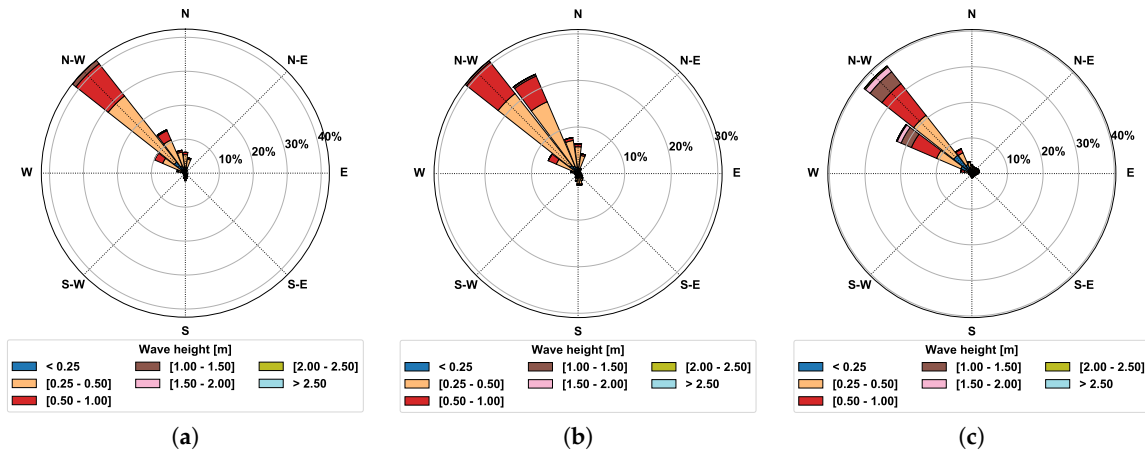 N
N-W
N-E
40%
30%
20%
10%
W
E
S-W
S-E
S
Wave height [m]
< 0.25 [1.00 - 1.50] [2.00 - 2.50]
[0.25 - 0.50] [1.50 - 2.00] > 2.50
[0.50 - 1.00]
(a)
N
N-W
N-E
30%
20%
10%
W
E
S-W
S-E
S
Wave height [m]
< 0.25 [1.00 - 1.50] [2.00 - 2.50]
[0.25 - 0.50] [1.50 - 2.00] > 2.50
[0.50 - 1.00]
(b)
N
N-W
N-E
40%
30%
20%
10%
W
E
S-W
S-E
S
Wave height [m]
< 0.25 [1.00 - 1.50] [2.00 - 2.50]
[0.25 - 0.50] [1.50 - 2.00] > 2.50
[0.50 - 1.00]
(c)